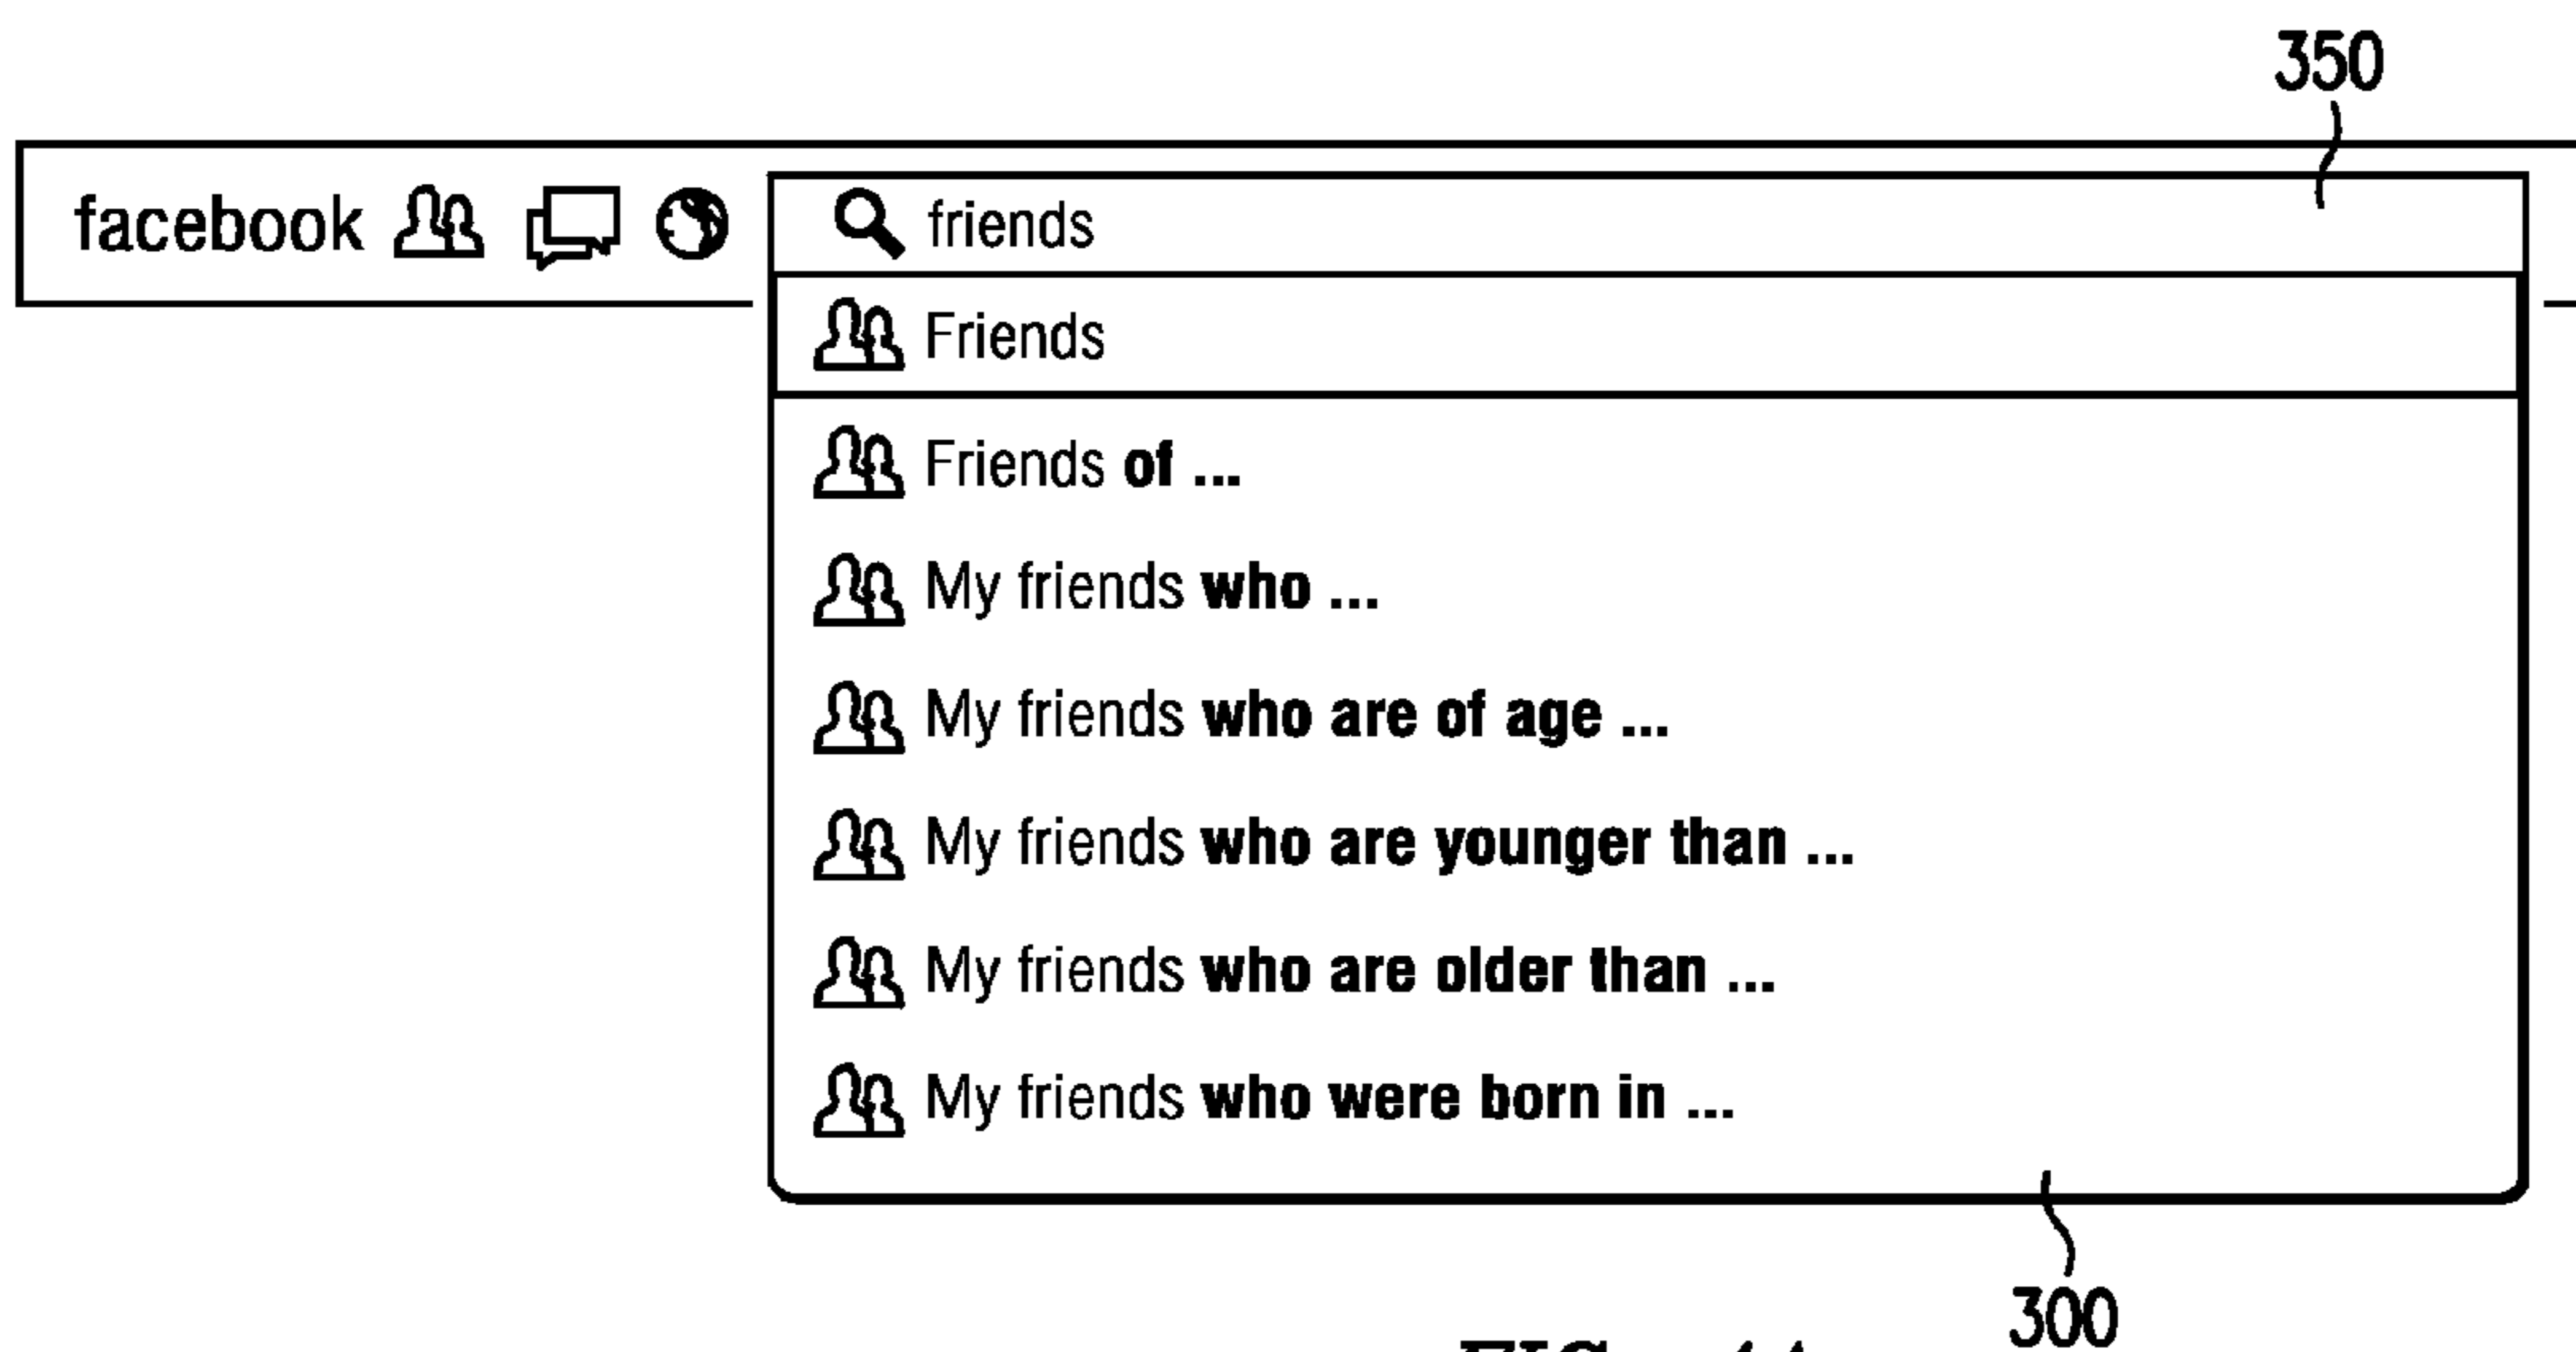 350
facebook friends
Friends
Friends of ...
My friends who ...
My friends who are of age ...
My friends who are younger than ...
My friends who are older than ...
My friends who were born in ...
300